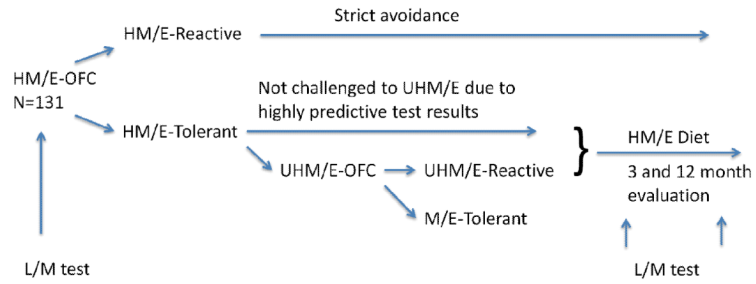 Strict avoidance
HM/E-Reactive
HM/E-OFC
N=131
Not challenged to UHM/E due to
highly predictive test results
HM/E-Tolerant
}
HM/E Diet
UHM/E-OFC
UHM/E-Reactive
3 and 12 month
evaluation
M/E-Tolerant
L/M test
L/M test